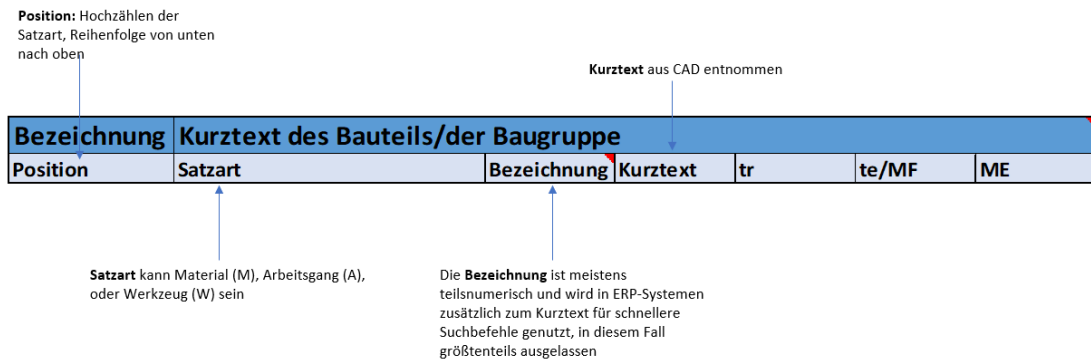 Position: Hochzählen der
Satzart, Reihenfolge von unten
nach oben
Kurztext aus CAD entnommen
Bezeichnung Kurztext des Bauteils/der Baugruppe
Position Satzart Bezeichnung Kurztext tr te/MF ME
Satzart kann Material (M), Arbeitsgang (A),
oder Werkzeug (W) sein
Die Bezeichnung ist meistens
teilsnumerisch und wird in ERP-Systemen
zusätzlich zum Kurztext für schnellere
Suchbefehle genutzt, in diesem Fall
größtenteils ausgelassen